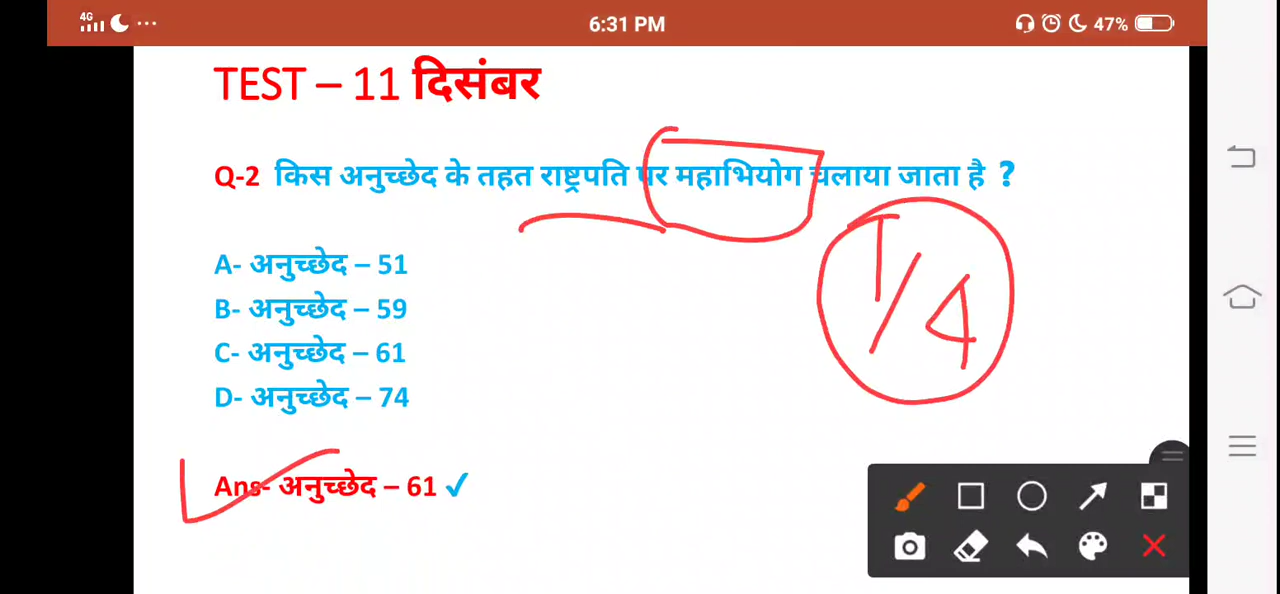 4G
6:31 PM
47%
TEST – 11 दिसंबर
Q-2 किस अनुच्छेद के तहत राष्ट्रपति पर महाभियोग चलाया जाता है ?
1/4
A- अनुच्छेद – 51
B- अनुच्छेद – 59
C- अनुच्छेद – 61
D- अनुच्छेद – 74
Ans- अनुच्छेद – 61 ✓